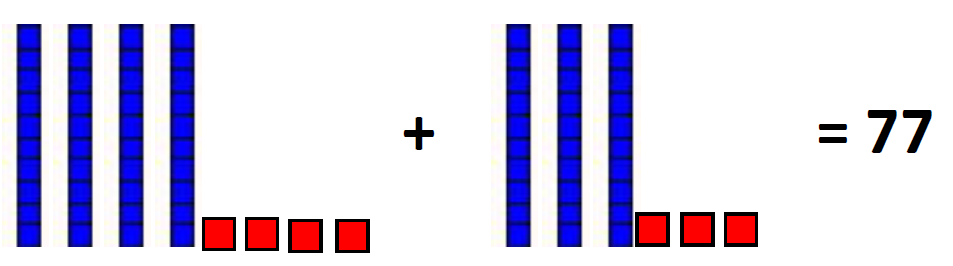 + = 77